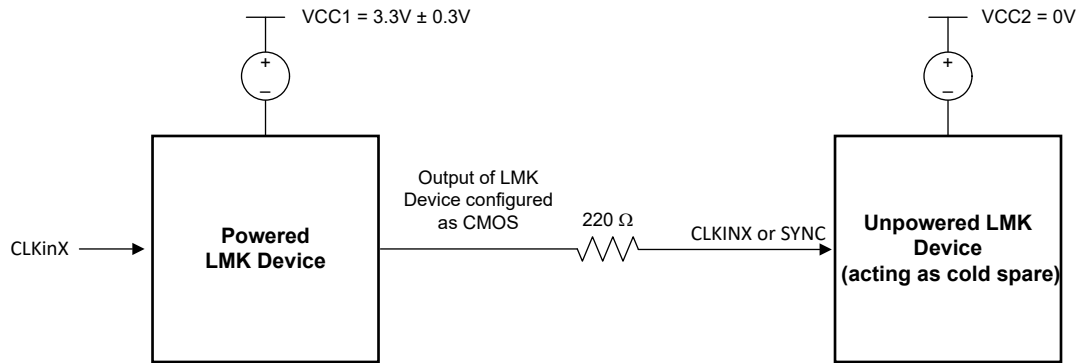 VCC1 = 3.3V ± 0.3V
VCC2 = 0V
+
–
+
–
Output of LMK
Device configured
as CMOS
220 Ω
CLKinX
Powered
LMK Device
CLKINX or SYNC
Unpowered LMK
Device
(acting as cold spare)